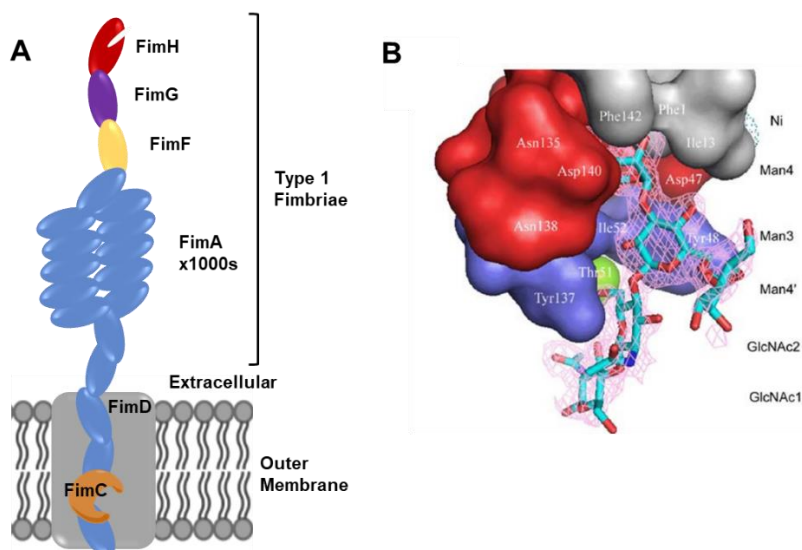 A
FimH
FimG
FimF
FimA
x1000s
Type 1
Fimbriae
Extracellular
FimD
FimC
Outer
Membrane
B
Phe142
Phe1
Ni
Asn135
Ile13
Asp140
Asp47
Man4
Asn138
Ile52
Tyr48
Man3
Thr51
Tyr137
Man4'
GlcNAc2
GlcNAc1